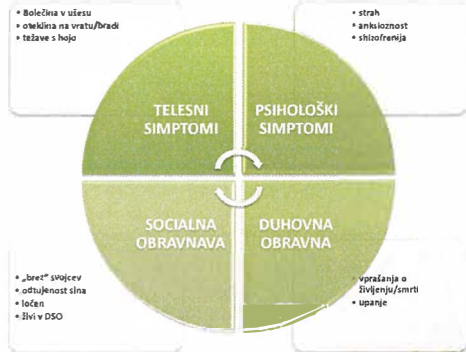 • Bolečina v ušesu
• oteklina na vratu/bradi
• težave s hojo
• strah
• anksioznost
• shizofrenija
TELESNI
SIMPTOMI
PSIHOLOŠKI
SIMPTOMI
SOCIALNA
OBRAVNAVA
DUHOVNA
OBRAVNA
• „brez“ svojcev
• odtujenost sina
• ločen
• živi v DSO
• vprašanja o
življenju/smrti
• upanje